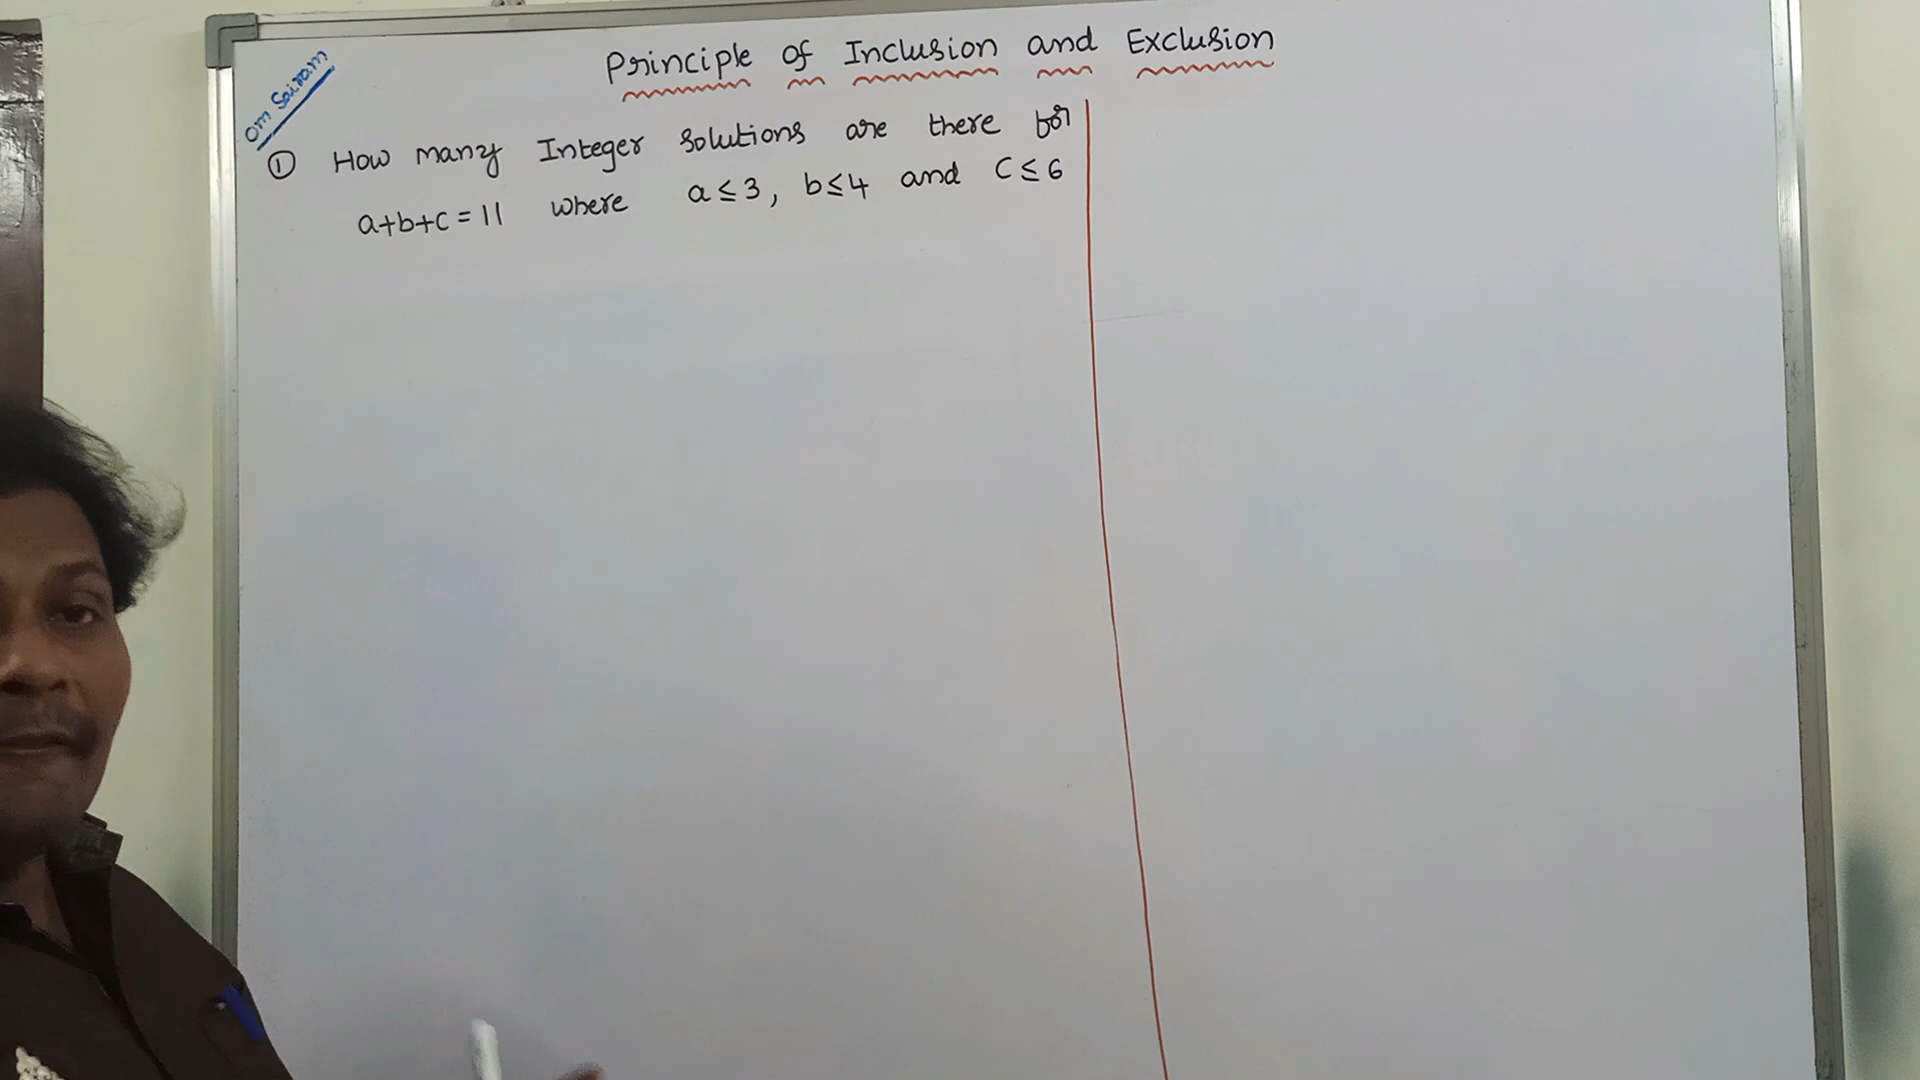 Om Sairam
Principle of Inclusion and Exclusion
① How many Integer solutions are there for
a+b+c = 11 where a ≤ 3, b ≤ 4 and c ≤ 6